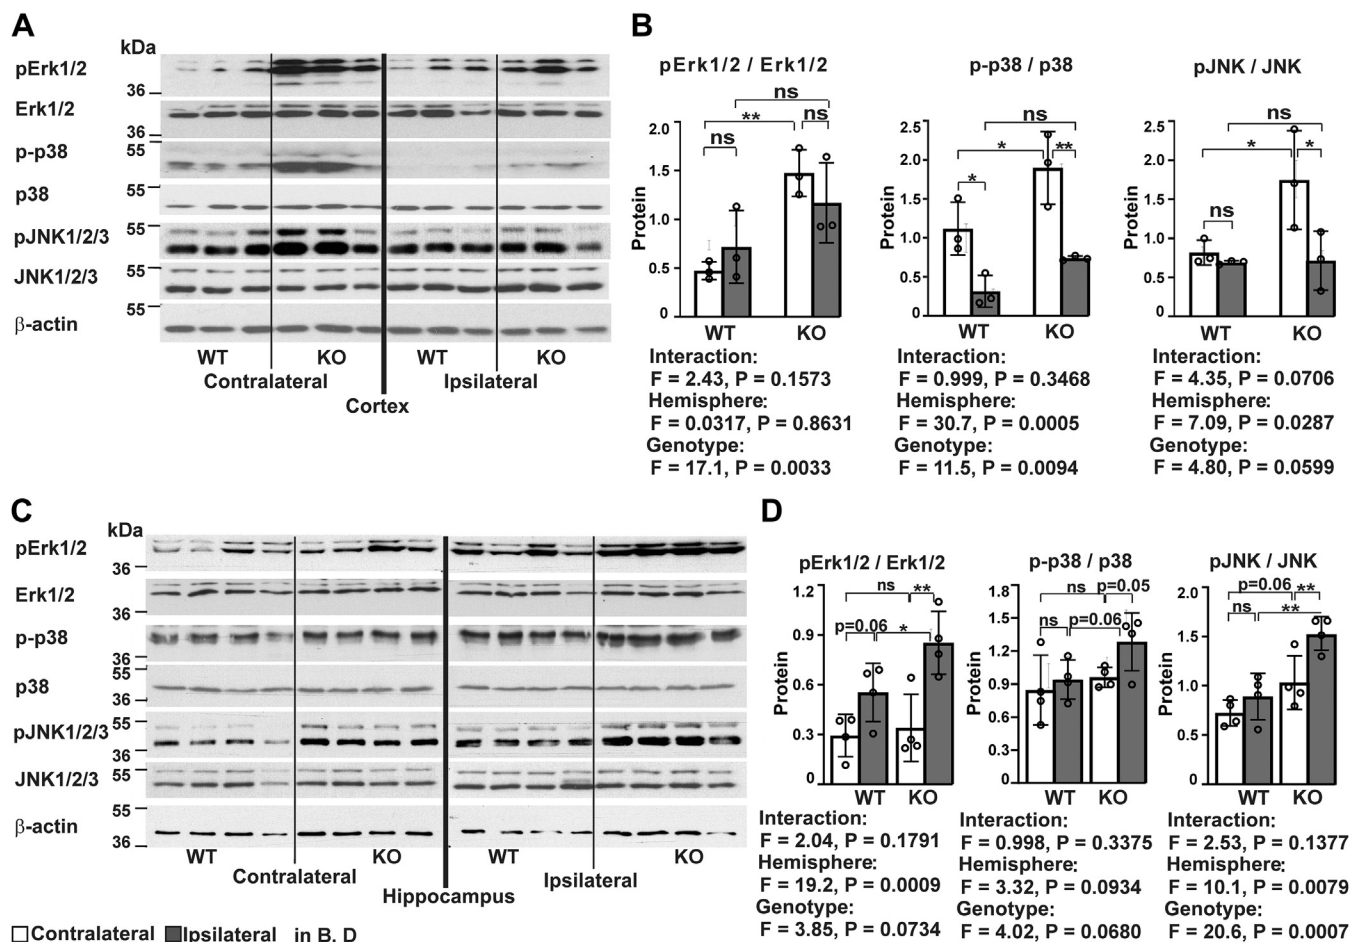 A
kDa
pErk1/2
36
Erk1/2
36
p-p38
55
p38
55
pJNK1/2/3
55
JNK1/2/3
55
β-actin
55
WT KO WT KO
Contralateral Ipsilateral
Cortex
B
pErk1/2 / Erk1/2
Protein
2.0
1.5
1.0
0.5
0
ns
** ns
ns
WT KO
Interaction:
F = 2.43, P = 0.1573
Hemisphere:
F = 0.0317, P = 0.8631
Genotype:
F = 17.1, P = 0.0033
p-p38 / p38
Protein
2.5
2.0
1.5
1.0
0.5
0
ns
* **
*
WT KO
Interaction:
F = 0.999, P = 0.3468
Hemisphere:
F = 30.7, P = 0.0005
Genotype:
F = 11.5, P = 0.0094
pJNK / JNK
Protein
2.5
2.0
1.5
1.0
0.5
0
ns
* *
ns
WT KO
Interaction:
F = 4.35, P = 0.0706
Hemisphere:
F = 7.09, P = 0.0287
Genotype:
F = 4.80, P = 0.0599
C
kDa
pErk1/2
36
Erk1/2
36
p-p38
36
p38
55
36
pJNK1/2/3
55
36
JNK1/2/3
55
36
β-actin
55
36
WT KO WT KO
Contralateral Ipsilateral
Hippocampus
D
pErk1/2 / Erk1/2
Protein
1.2
0.9
0.6
0.3
0
ns **
p=0.06 *
WT KO
Interaction:
F = 2.04, P = 0.1791
Hemisphere:
F = 19.2, P = 0.0009
Genotype:
F = 3.85, P = 0.0734
p-p38 / p38
Protein
1.8
1.5
1.2
0.9
0.6
0.3
0
ns p=0.05
ns p=0.06
WT KO
Interaction:
F = 0.998, P = 0.3375
Hemisphere:
F = 3.32, P = 0.0934
Genotype:
F = 4.02, P = 0.0680
pJNK / JNK
Protein
2.0
1.5
1.0
0.5
0
p=0.06 **
ns **
WT KO
Interaction:
F = 2.53, P = 0.1377
Hemisphere:
F = 10.1, P = 0.0079
Genotype:
F = 20.6, P = 0.0007
Contralateral Ipsilateral in B, D